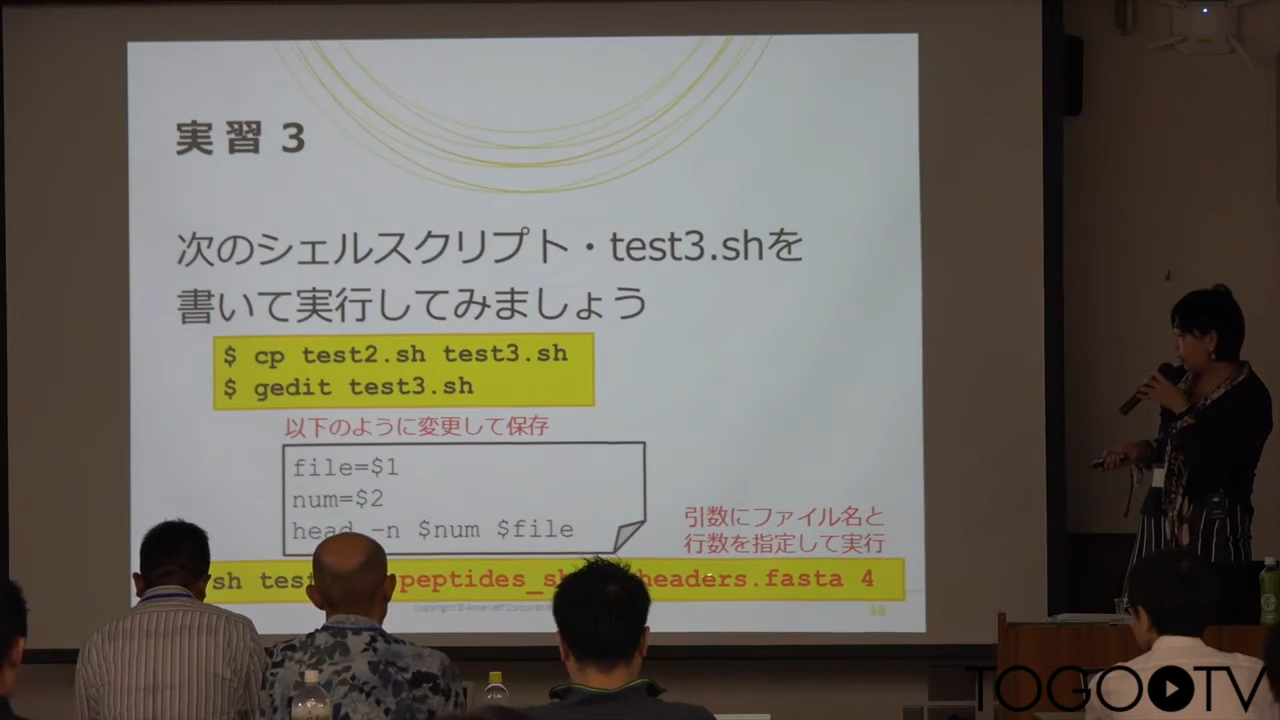 実習 3
次のシェルスクリプト・test3.shを
書いて実行してみましょう
$ cp test2.sh test3.sh
$ gedit test3.sh
以下のように変更して保存
file=$1
num=$2
head -n $num $file
引数にファイル名と
行数を指定して実行
sh peptides_ headers.fasta 4
Copyright ©
38
TOGO TV